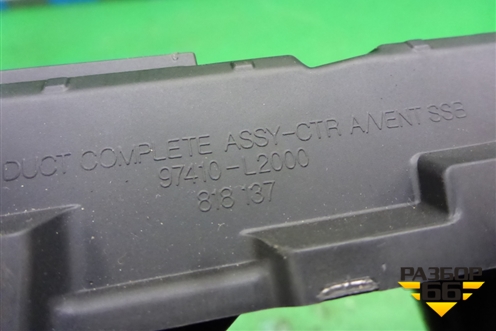 DUCT COMPLETE ASSY-CTR A/VENT SSB
97410-L2000
818 137
РАЗБОР
66